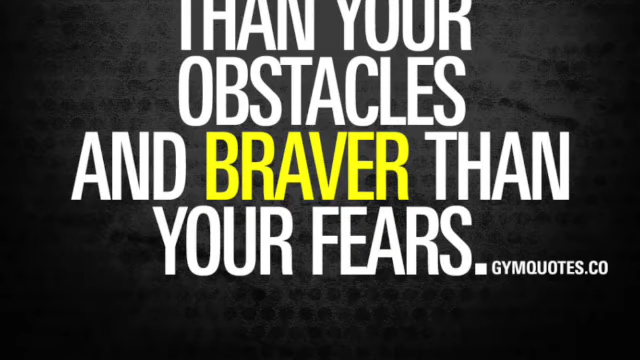 THAN YOUR
OBSTACLES
AND BRAVER THAN
YOUR FEARS.
GYMQUOTES.CO